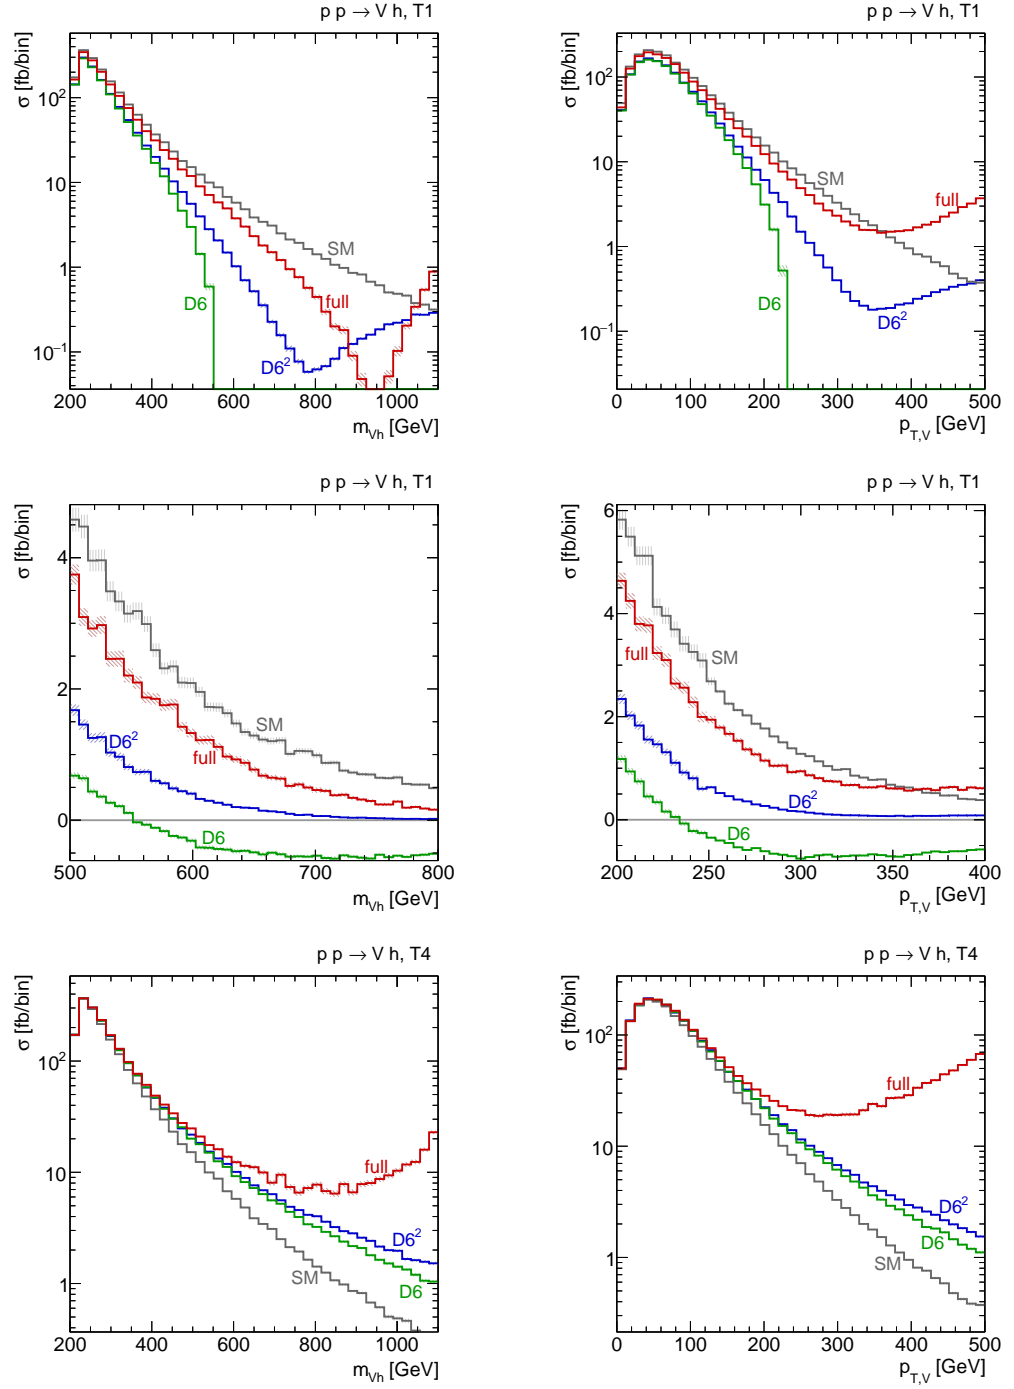 p p → V h, T1
σ [fb/bin]
10²
10
1
10⁻¹
SM
full
D6
D6²
200 400 600 800 1000
m_Vh [GeV]
p p → V h, T1
σ [fb/bin]
10²
10
1
10⁻¹
SM
full
D6
D6²
0 100 200 300 400 500
p_T,V [GeV]
p p → V h, T1
σ [fb/bin]
4
2
0
SM
full
D6²
D6
500 600 700 800
m_Vh [GeV]
p p → V h, T1
σ [fb/bin]
6
4
2
0
SM
full
D6²
D6
200 250 300 350 400
p_T,V [GeV]
p p → V h, T4
σ [fb/bin]
10²
10
1
full
D6²
D6
SM
200 400 600 800 1000
m_Vh [GeV]
p p → V h, T4
σ [fb/bin]
10²
10
1
full
D6²
D6
SM
0 100 200 300 400 500
p_T,V [GeV]